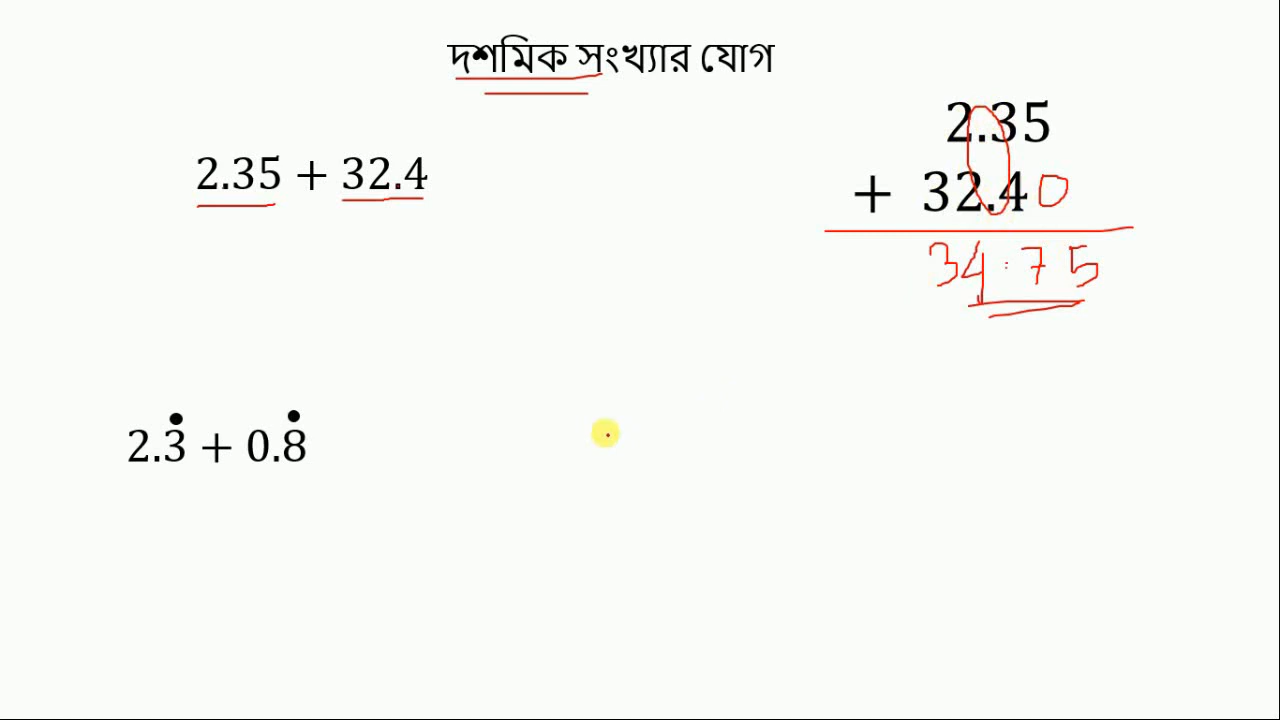 দশমিক সংখ্যার যোগ
2.35 + 32.4
2.35
+ 32.40
34.75
2.3̇ + 0.8̇